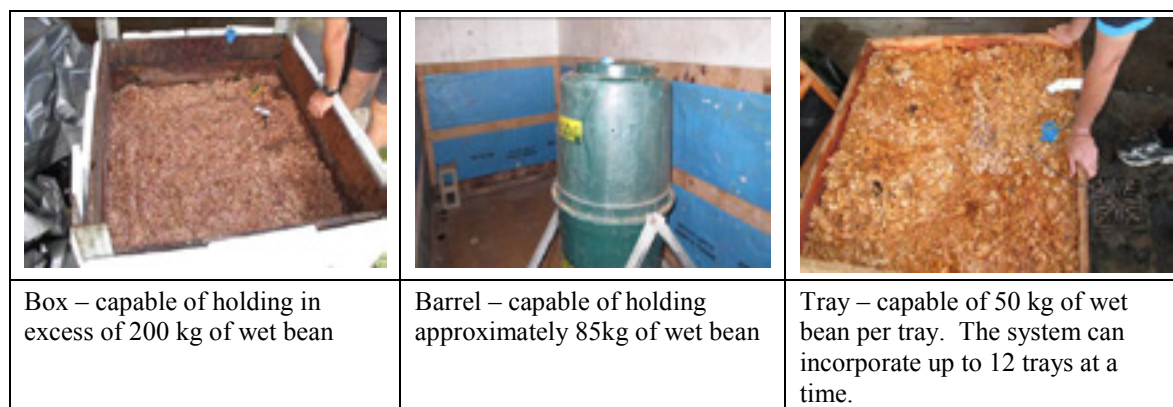 Box – capable of holding in
excess of 200 kg of wet bean
Barrel – capable of holding
approximately 85kg of wet bean
Tray – capable of 50 kg of wet
bean per tray.  The system can
incorporate up to 12 trays at a
time.